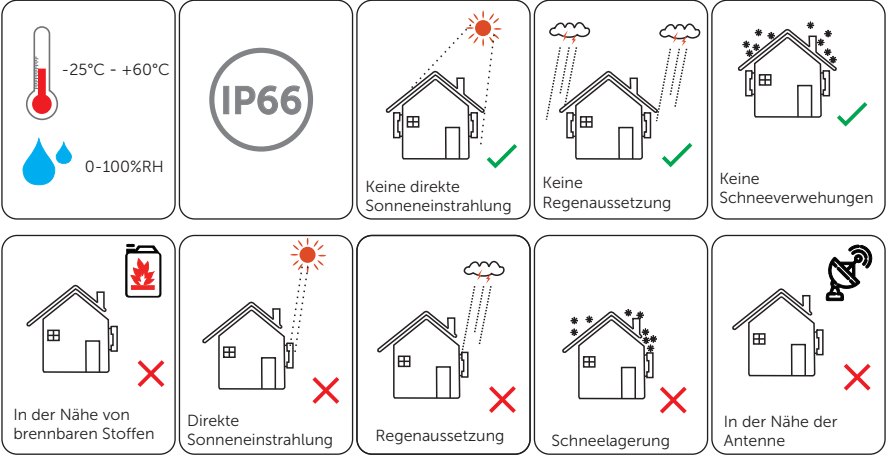 -25°C - +60°C
0-100%RH
IP66
Keine direkte
Sonneneinstrahlung
Keine
Regenaussetzung
Keine
Schneeverwehungen
In der Nähe von
brennbaren Stoffen
Direkte
Sonneneinstrahlung
Regenaussetzung
Schneelagerung
In der Nähe der
Antenne